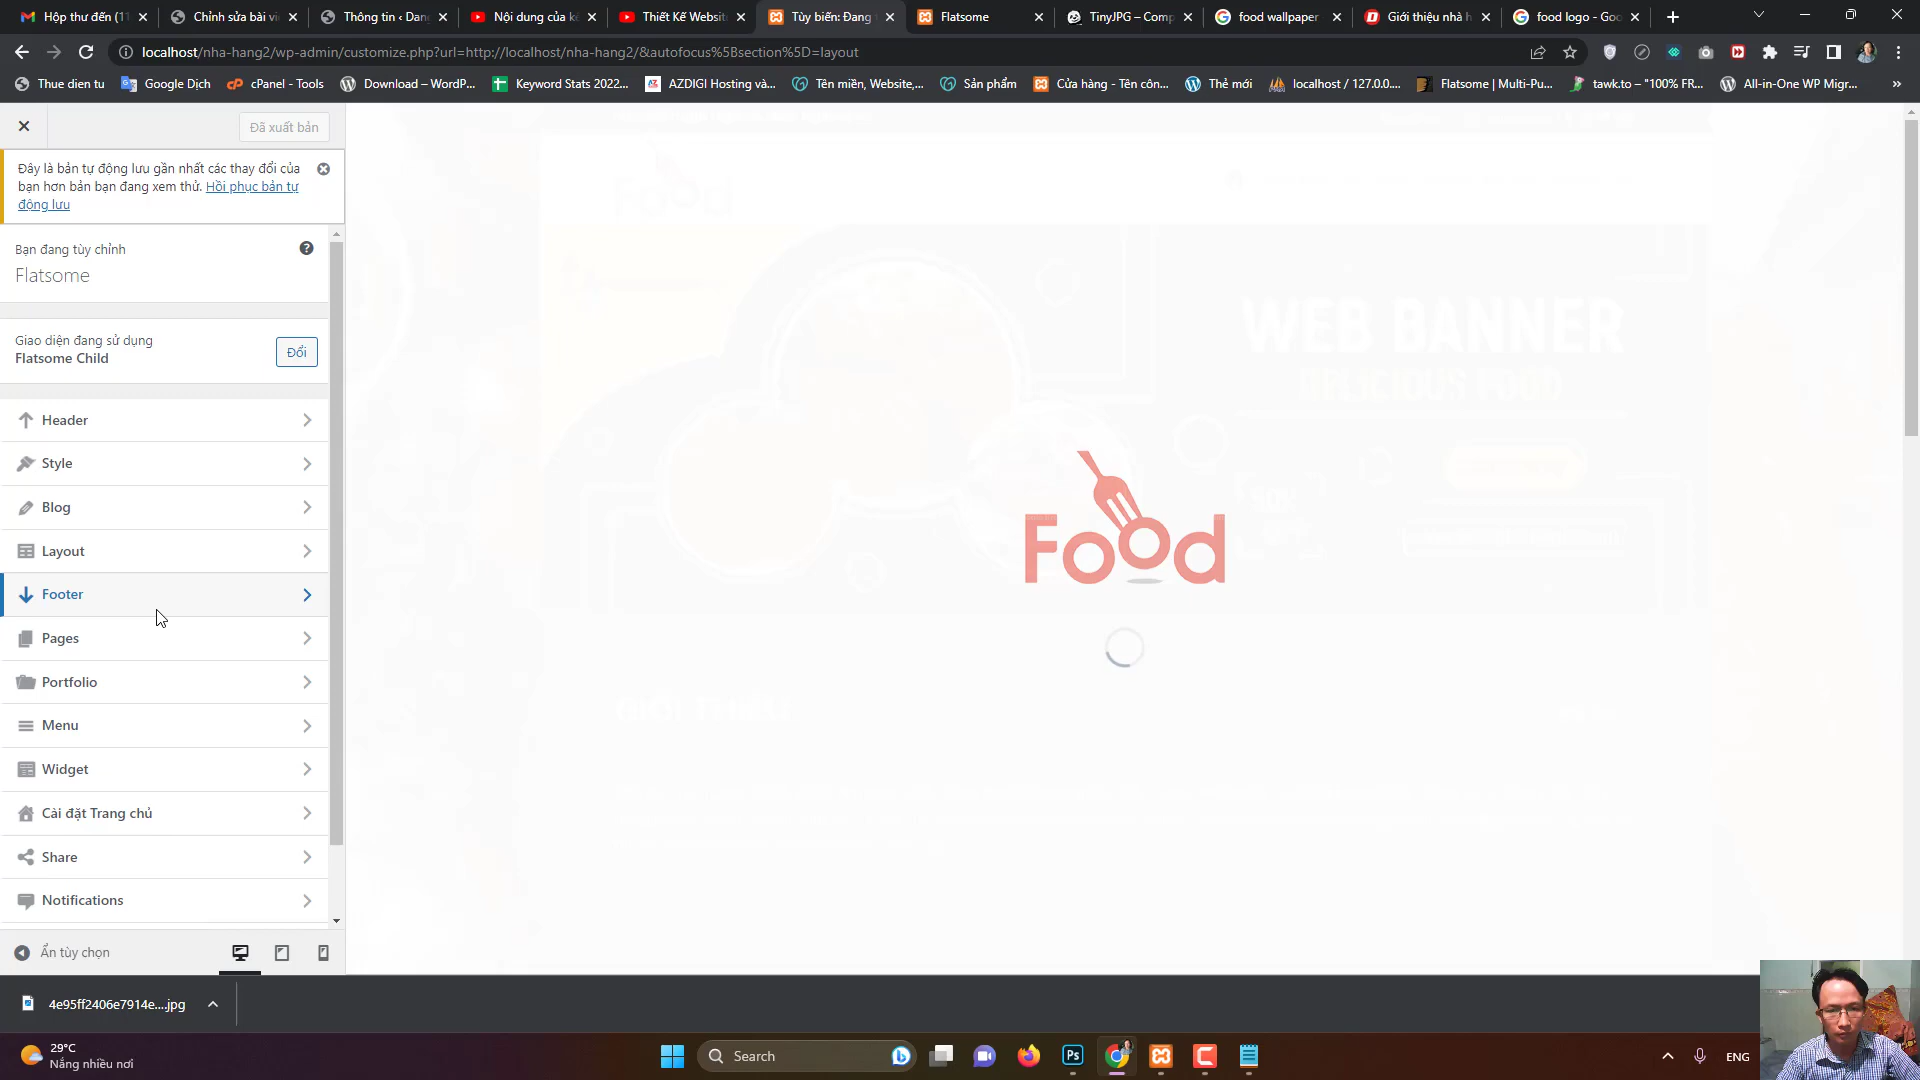 Hộp thư đến (11
Chỉnh sửa bài vi
Thông tin ‹ Dan
Nội dung của k
Thiết Kế Websit
Tùy biến: Đang
Flatsome
TinyJPG – Comp
food wallpaper
Giới thiệu nhà h
food logo - Goo
localhost/nha-hang2/wp-admin/customize.php?url=http://localhost/nha-hang2/&autofocus%5Bsection%5D=layout
Thue dien tu
Google Dịch
cPanel - Tools
Download – WordP...
Keyword Stats 2022...
AZDIGI Hosting và...
Tên miền, Website,...
Sản phẩm
Cửa hàng - Tên côn...
Thẻ mới
localhost / 127.0.0....
Flatsome | Multi-Pu...
tawk.to – "100% FR...
All-in-One WP Migr...
Đã xuất bản
Đây là bản tự động lưu gần nhất các thay đổi của
bạn hơn bản bạn đang xem thử. Hồi phục bản tự
động lưu
Bạn đang tùy chỉnh
Flatsome
Giao diện đang sử dụng
Flatsome Child
Đổi
Header
Style
Blog
Layout
Footer
Pages
Portfolio
Menu
Widget
Cài đặt Trang chủ
Share
Notifications
Ẩn tùy chọn
Food
WEB BANNER
DELICIOUS FOOD
Food
GIỚI THIỆU
4e95ff2406e7914e....jpg
29°C
Nắng nhiều nơi
Search
Ps
ENG